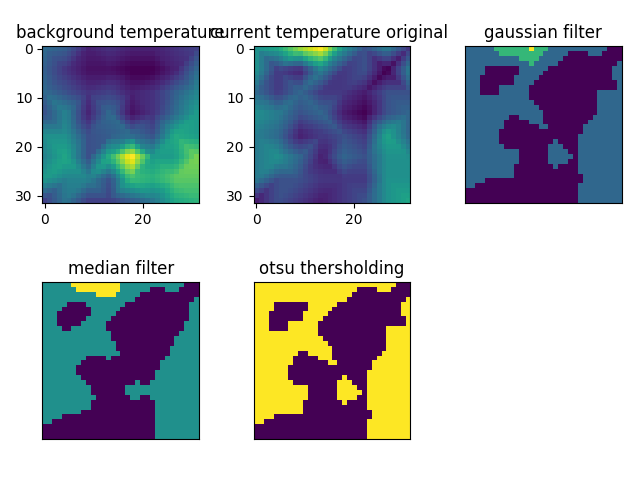 background temperature
current temperature original
gaussian filter
0
10
20
30
0
20
0
10
20
30
0
20
median filter
otsu thersholding